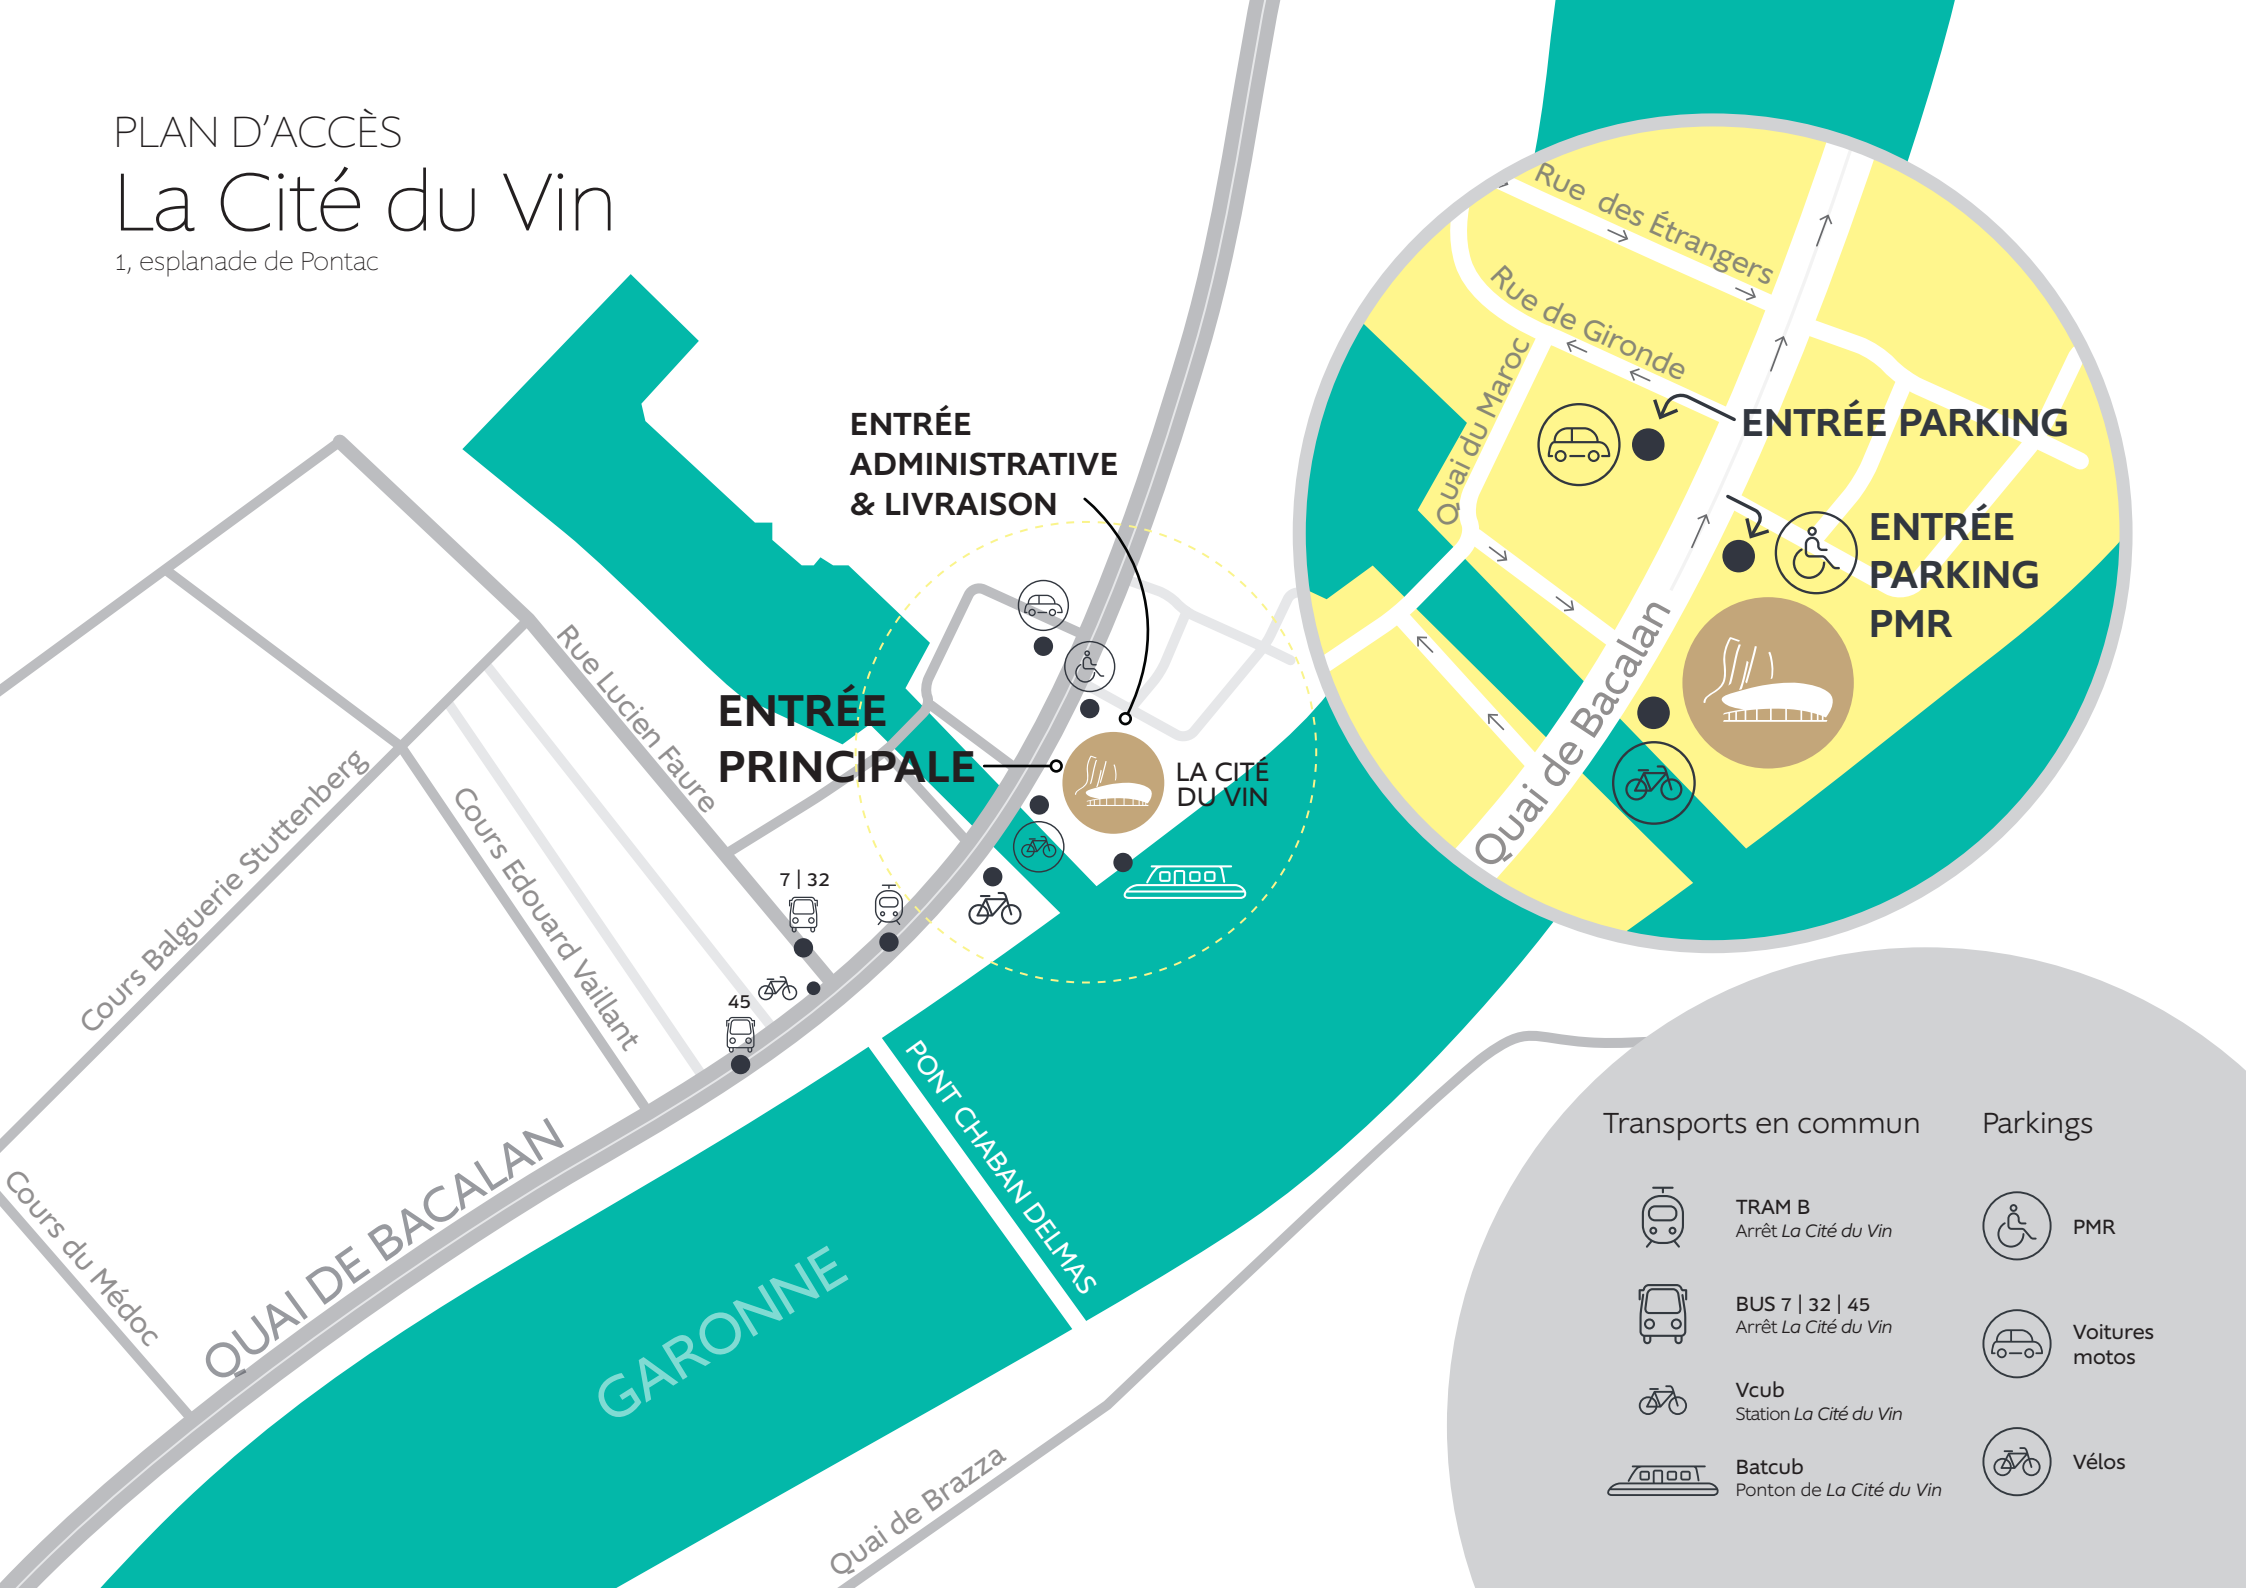 PLAN D'ACCÈS
La Cité du Vin
1, esplanade de Pontac
Rue des Étrangers
Rue de Gironde
Quai du Maroc
ENTRÉE PARKING
ENTRÉE
PARKING
PMR
Quai de Bacalan
ENTRÉE
ADMINISTRATIVE
& LIVRAISON
ENTRÉE
PRINCIPALE
LA CITÉ
DU VIN
Rue Lucien Faure
Cours Balguerie Stuttenberg
Cours Edouard Vaillant
7 | 32
45
Cours du Médoc
QUAI DE BACALAN
PONT CHABAN DELMAS
GARONNE
Quai de Brazza
Transports en commun
TRAM B
Arrêt La Cité du Vin
BUS 7 | 32 | 45
Arrêt La Cité du Vin
Vcub
Station La Cité du Vin
Batcub
Ponton de La Cité du Vin
Parkings
PMR
Voitures
motos
Vélos